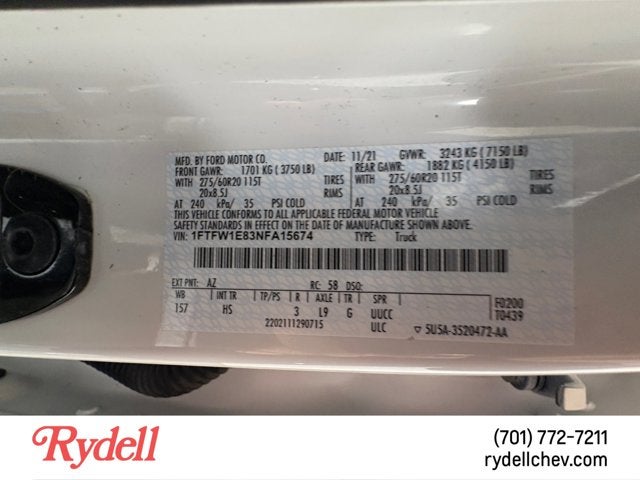 MFD. BY FORD MOTOR CO. 11/21 GVWR: 3243 KG ( 7150 LB)
FRONT GAWR: 1701 KG ( 3750 LB) REAR GAWR: 1882 KG ( 4150 LB)
WITH 275/60R20 115T TIRES WITH 275/60R20 115T TIRES
20x8.5J RIMS 20x8.5J RIMS
AT 240 kPa/ 35 PSI COLD AT 240 kPa/ 35 PSI COLD
THIS VEHICLE CONFORMS TO ALL APPLICABLE FEDERAL MOTOR VEHICLE
SAFETY STANDARDS IN EFFECT ON THE DATE OF MANUFACTURE SHOWN ABOVE.
VIN: 1FTFW1E83NFA15674 TYPE: Truck
EXT PNT: AZ RC: 58 DSO:
WB INT TR TP/PS R AXLE TR SPR F0200
157 HS 3 L9 G UUCC T0439
2202111290715 ULC ▽ 5U5A-3520472-AA
Rydell
(701) 772-7211
rydellchev.com